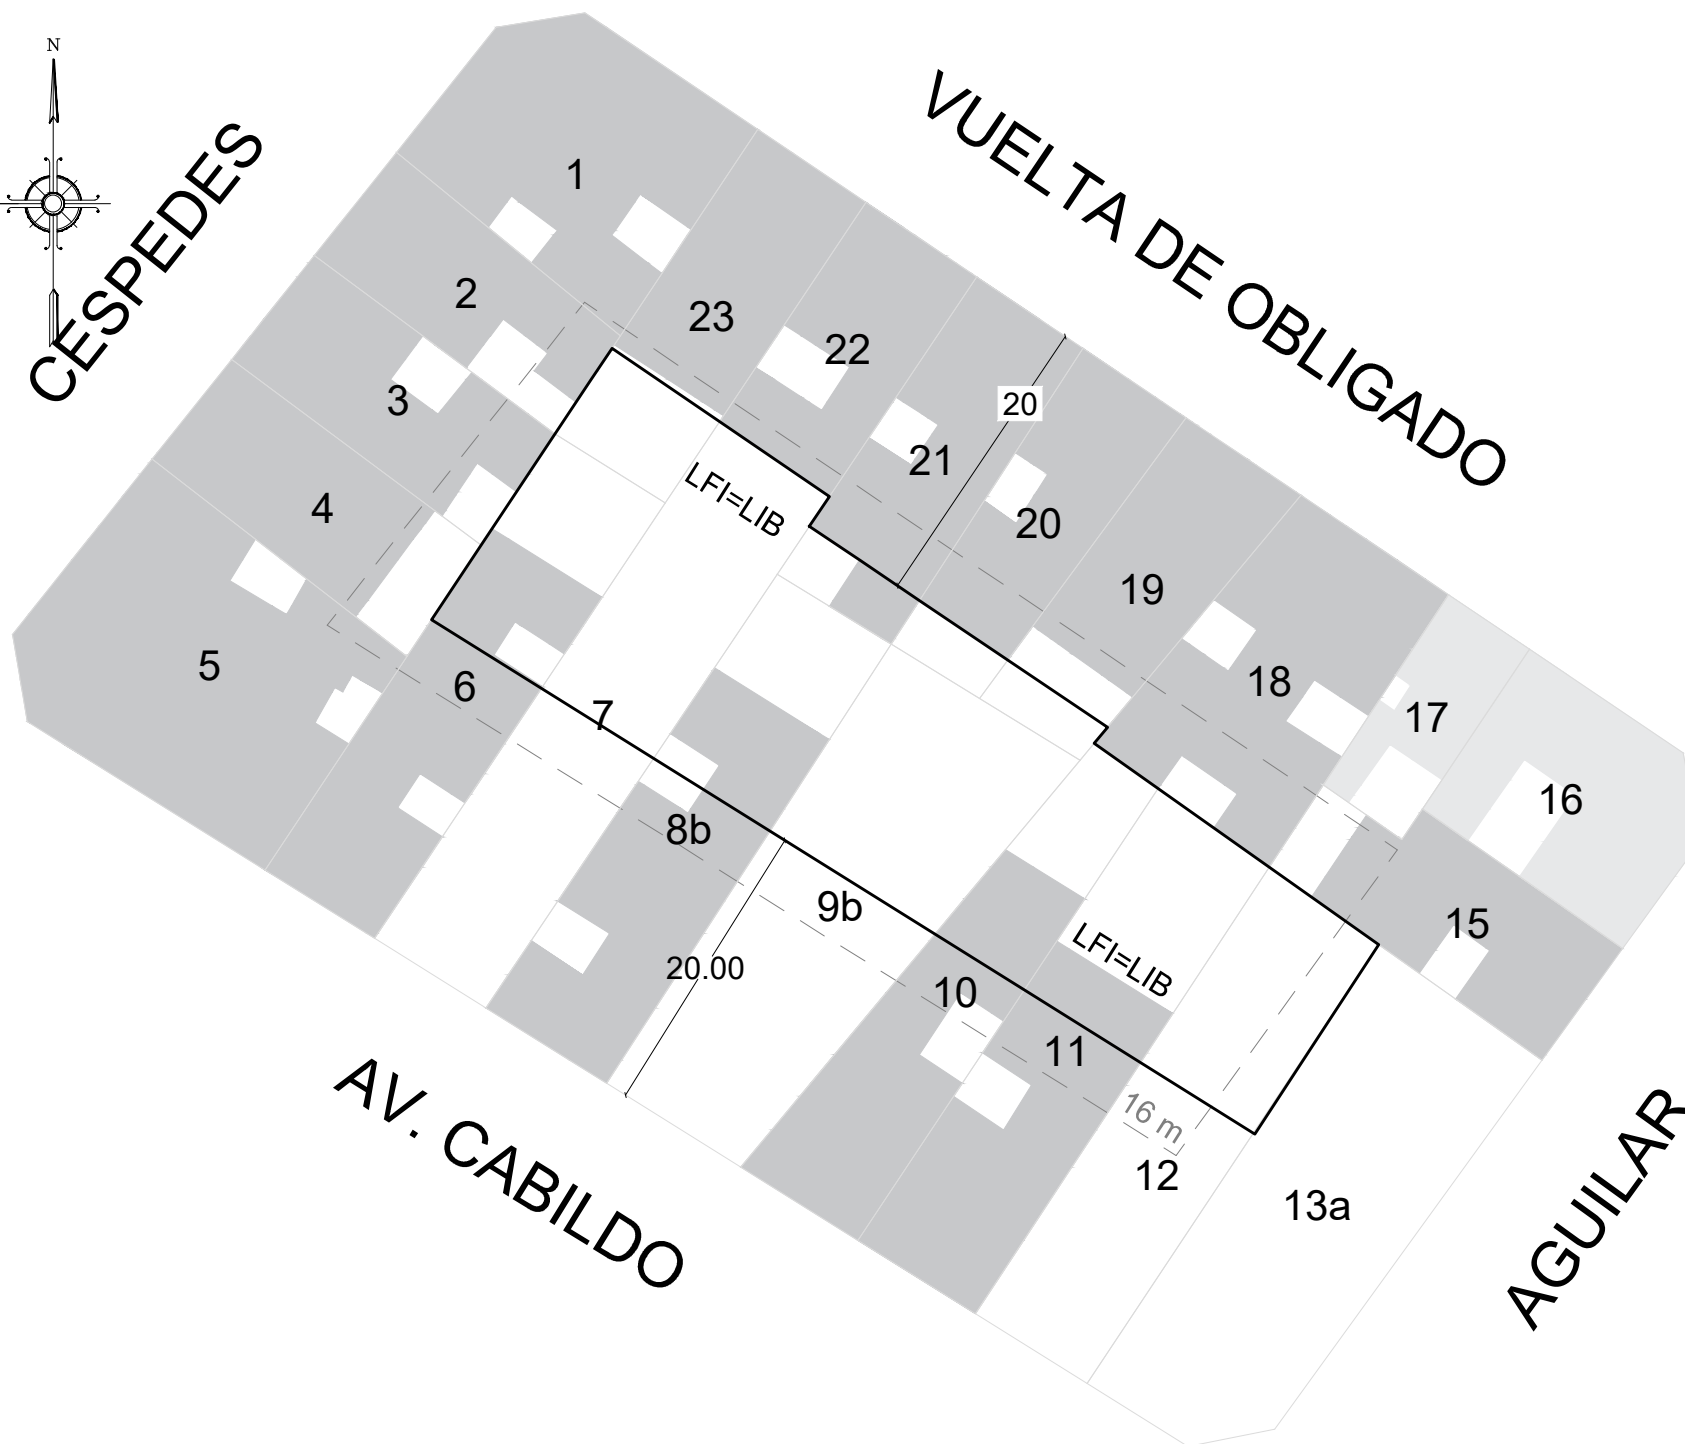 N
CESPEDES
VUELTA DE OBLIGADO
1
2
23
22
3
20
21
LFI=LIB
4
20
19
5
6
18
7
17
16
8b
9b
15
LFI=LIB
20.00
10
11
16 m
12
13a
AV. CABILDO
AGUILAR